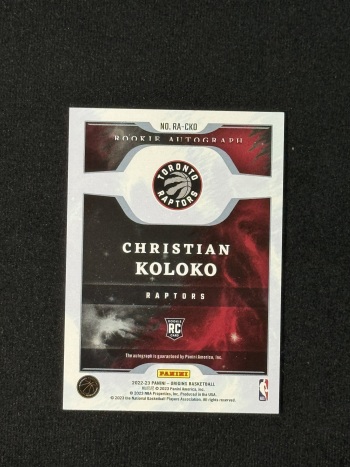 NO. RA-CKO
ROOKIE AUTOGRAPH
TORONTO
RAPTORS
CHRISTIAN
KOLOKO
RAPTORS
RC
The autograph is guaranteed by Panini America, Inc.
PANINI
2022-23 PANINI – ORIGINS BASKETBALL
© 2023 Panini America, Inc.
© 2023 NBA Properties, Inc. Produced in the USA.
© 2023 the National Basketball Players Association. All rights reserved.